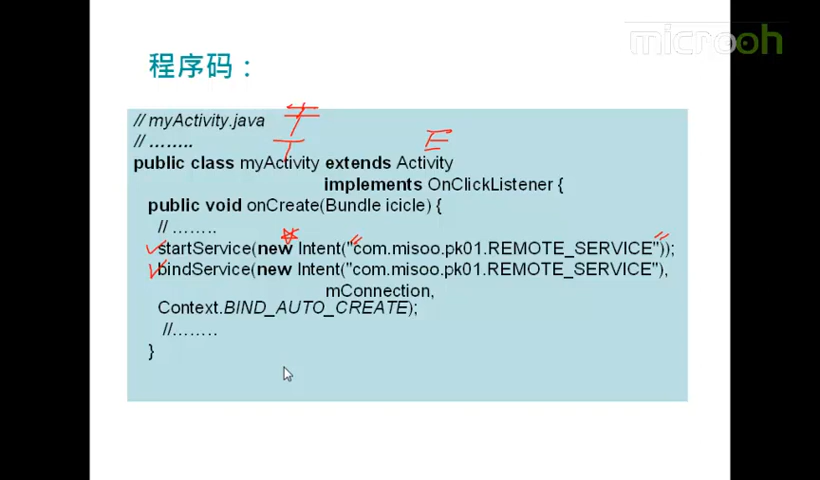 microoh
程序码：
// myActivity.java
// ……..
public class myActivity extends Activity
implements OnClickListener {
public void onCreate(Bundle icicle) {
// ……..
startService(new Intent("com.misoo.pk01.REMOTE_SERVICE"));
bindService(new Intent("com.misoo.pk01.REMOTE_SERVICE"),
mConnection,
Context.BIND_AUTO_CREATE);
//……..
}
T
E